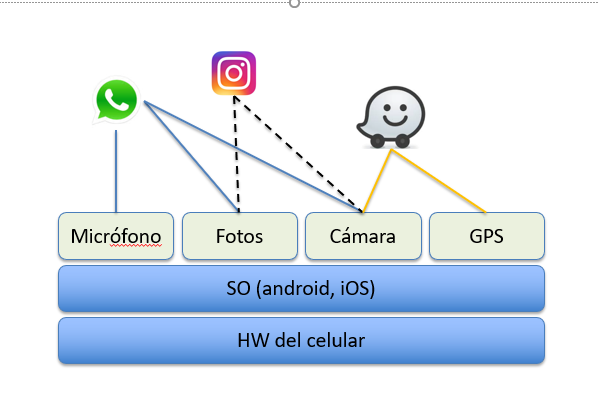 Micrófono
Fotos
Cámara
GPS
SO (android, iOS)
HW del celular